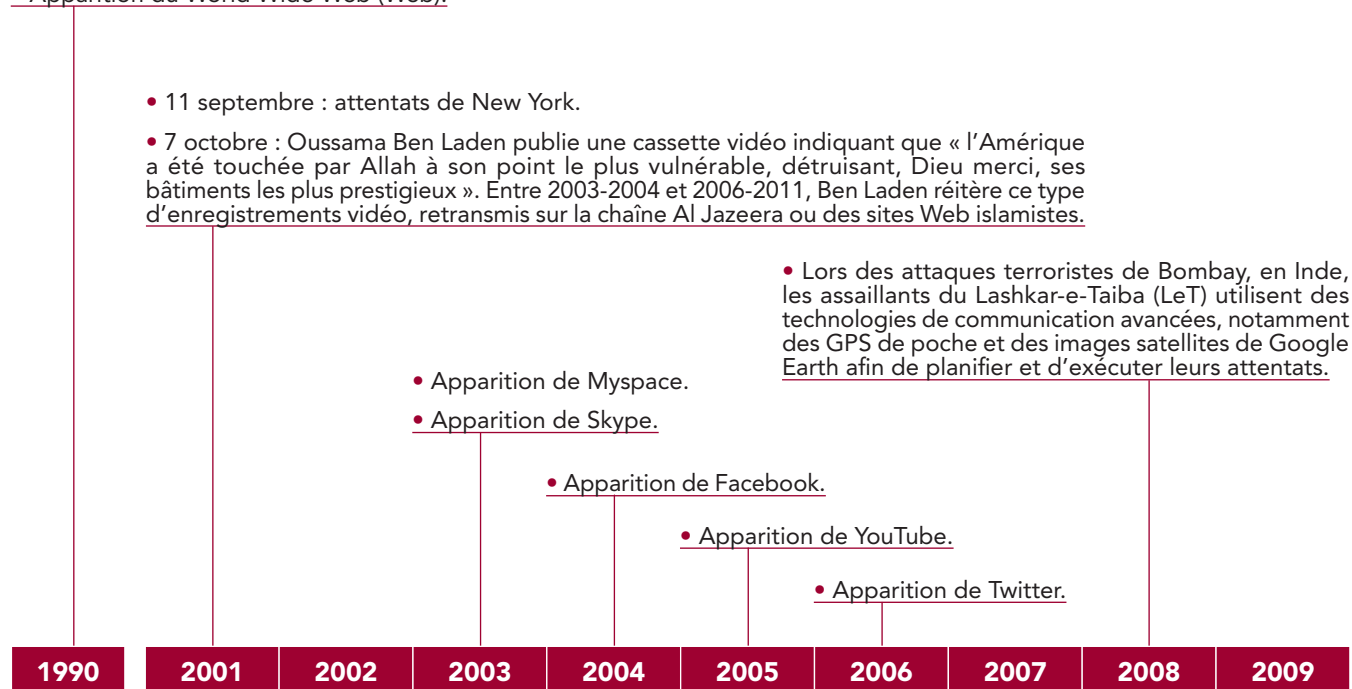 Apparition du World Wide Web (Web).
• 11 septembre : attentats de New York.
• 7 octobre : Oussama Ben Laden publie une cassette vidéo indiquant que « l’Amérique
a été touchée par Allah à son point le plus vulnérable, détruisant, Dieu merci, ses
bâtiments les plus prestigieux ». Entre 2003-2004 et 2006-2011, Ben Laden réitère ce type
d’enregistrements vidéo, retransmis sur la chaîne Al Jazeera ou des sites Web islamistes.
• Lors des attaques terroristes de Bombay, en Inde,
les assaillants du Lashkar-e-Taiba (LeT) utilisent des
technologies de communication avancées, notamment
des GPS de poche et des images satellites de Google
Earth afin de planifier et d’exécuter leurs attentats.
• Apparition de Myspace.
• Apparition de Skype.
• Apparition de Facebook.
• Apparition de YouTube.
• Apparition de Twitter.
1990 2001 2002 2003 2004 2005 2006 2007 2008 2009